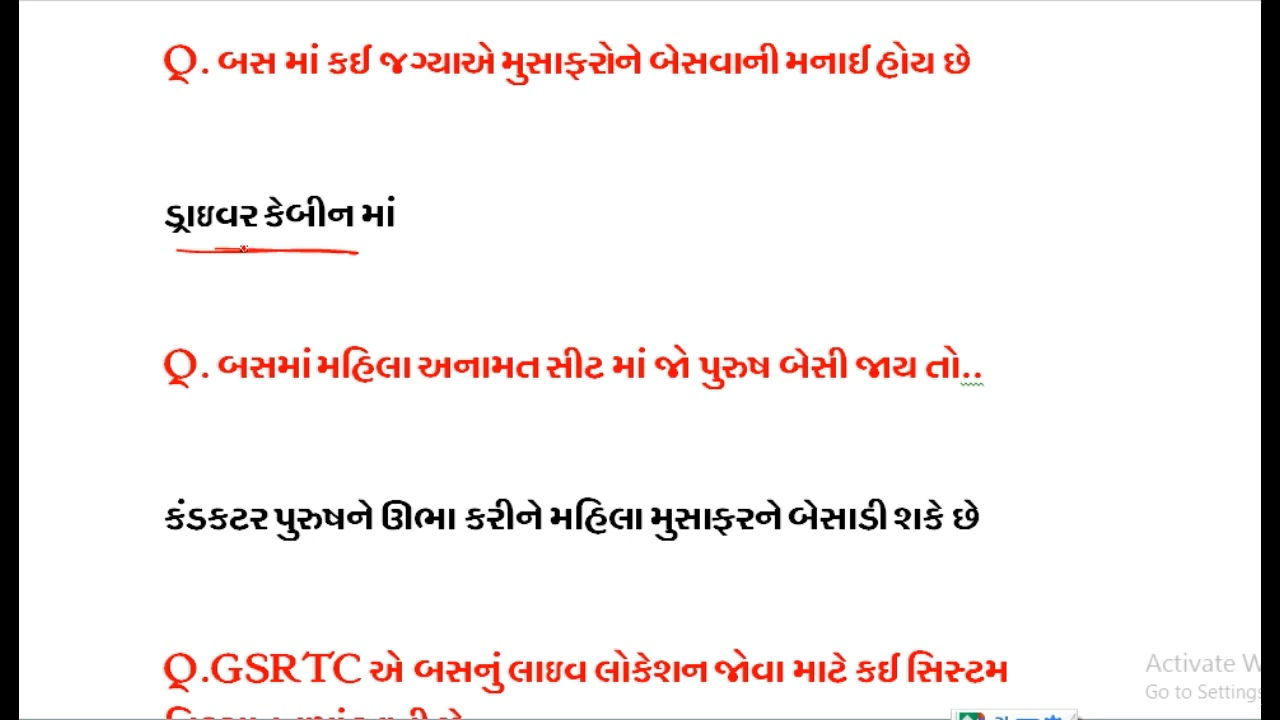 Q. બસ માં કઈ જગ્યાએ મુસાફરોને બેસવાની મનાઈ હોય છે
ડ્રાઇવર કેબીન માં
Q. બસમાં મહિલા અનામત સીટ માં જો પુરુષ બેસી જાય તો..
કંડકટર પુરુષને ઊભા કરીને મહિલા મુસાફરને બેસાડી શકે છે
Q.GSRTC એ બસનું લાઇવ લોકેશન જોવા માટે કઈ સિસ્ટમ
Activate W
Go to Settings